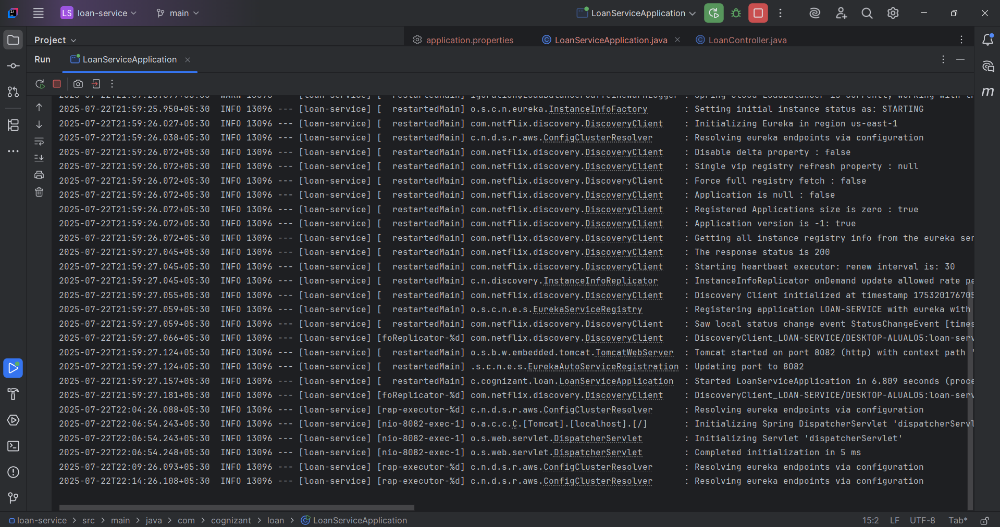 LS loan-service main LoanServiceApplication
Project application.properties LoanServiceApplication.java LoanController.java
Run LoanServiceApplication
2025-07-22T21:59:25.950+05:30 INFO 13096 --- [loan-service] [ restartedMain] o.s.c.n.eureka.InstanceInfoFactory : Setting initial instance status as: STARTING
2025-07-22T21:59:26.027+05:30 INFO 13096 --- [loan-service] [ restartedMain] com.netflix.discovery.DiscoveryClient : Initializing Eureka in region us-east-1
2025-07-22T21:59:26.038+05:30 INFO 13096 --- [loan-service] [ restartedMain] c.n.d.s.r.aws.ConfigClusterResolver : Resolving eureka endpoints via configuration
2025-07-22T21:59:26.072+05:30 INFO 13096 --- [loan-service] [ restartedMain] com.netflix.discovery.DiscoveryClient : Disable delta property : false
2025-07-22T21:59:26.072+05:30 INFO 13096 --- [loan-service] [ restartedMain] com.netflix.discovery.DiscoveryClient : Single vip registry refresh property : null
2025-07-22T21:59:26.072+05:30 INFO 13096 --- [loan-service] [ restartedMain] com.netflix.discovery.DiscoveryClient : Force full registry fetch : false
2025-07-22T21:59:26.072+05:30 INFO 13096 --- [loan-service] [ restartedMain] com.netflix.discovery.DiscoveryClient : Application is null : false
2025-07-22T21:59:26.072+05:30 INFO 13096 --- [loan-service] [ restartedMain] com.netflix.discovery.DiscoveryClient : Registered Applications size is zero : true
2025-07-22T21:59:26.072+05:30 INFO 13096 --- [loan-service] [ restartedMain] com.netflix.discovery.DiscoveryClient : Application version is -1: true
2025-07-22T21:59:26.072+05:30 INFO 13096 --- [loan-service] [ restartedMain] com.netflix.discovery.DiscoveryClient : Getting all instance registry info from the eureka ser
2025-07-22T21:59:27.045+05:30 INFO 13096 --- [loan-service] [ restartedMain] com.netflix.discovery.DiscoveryClient : The response status is 200
2025-07-22T21:59:27.045+05:30 INFO 13096 --- [loan-service] [ restartedMain] com.netflix.discovery.DiscoveryClient : Starting heartbeat executor: renew interval is: 30
2025-07-22T21:59:27.045+05:30 INFO 13096 --- [loan-service] [ restartedMain] c.n.discovery.InstanceInfoReplicator : InstanceInfoReplicator onDemand update allowed rate pe
2025-07-22T21:59:27.055+05:30 INFO 13096 --- [loan-service] [ restartedMain] com.netflix.discovery.DiscoveryClient : Discovery Client initialized at timestamp 175320176705
2025-07-22T21:59:27.059+05:30 INFO 13096 --- [loan-service] [ restartedMain] o.s.c.n.e.s.EurekaServiceRegistry : Registering application LOAN-SERVICE with eureka with
2025-07-22T21:59:27.059+05:30 INFO 13096 --- [loan-service] [ restartedMain] com.netflix.discovery.DiscoveryClient : Saw local status change event StatusChangeEvent [times
2025-07-22T21:59:27.066+05:30 INFO 13096 --- [loan-service] [foReplicator-%d] com.netflix.discovery.DiscoveryClient : DiscoveryClient_LOAN-SERVICE/DESKTOP-ALUALO5:loan-serv
2025-07-22T21:59:27.124+05:30 INFO 13096 --- [loan-service] [ restartedMain] o.s.b.w.embedded.tomcat.TomcatWebServer : Tomcat started on port 8082 (http) with context path '
2025-07-22T21:59:27.124+05:30 INFO 13096 --- [loan-service] [ restartedMain] .s.c.n.e.s.EurekaAutoServiceRegistration : Updating port to 8082
2025-07-22T21:59:27.157+05:30 INFO 13096 --- [loan-service] [ restartedMain] c.cognizant.loan.LoanServiceApplication : Started LoanServiceApplication in 6.809 seconds (proce
2025-07-22T21:59:27.181+05:30 INFO 13096 --- [loan-service] [foReplicator-%d] com.netflix.discovery.DiscoveryClient : DiscoveryClient_LOAN-SERVICE/DESKTOP-ALUALO5:loan-serv
2025-07-22T22:04:26.088+05:30 INFO 13096 --- [loan-service] [rap-executor-%d] c.n.d.s.r.aws.ConfigClusterResolver : Resolving eureka endpoints via configuration
2025-07-22T22:06:54.243+05:30 INFO 13096 --- [loan-service] [nio-8082-exec-1] o.a.c.c.C.[Tomcat].[localhost].[/] : Initializing Spring DispatcherServlet 'dispatcherServl
2025-07-22T22:06:54.243+05:30 INFO 13096 --- [loan-service] [nio-8082-exec-1] o.s.web.servlet.DispatcherServlet : Initializing Servlet 'dispatcherServlet'
2025-07-22T22:06:54.248+05:30 INFO 13096 --- [loan-service] [nio-8082-exec-1] o.s.web.servlet.DispatcherServlet : Completed initialization in 5 ms
2025-07-22T22:09:26.093+05:30 INFO 13096 --- [loan-service] [rap-executor-%d] c.n.d.s.r.aws.ConfigClusterResolver : Resolving eureka endpoints via configuration
2025-07-22T22:14:26.108+05:30 INFO 13096 --- [loan-service] [rap-executor-%d] c.n.d.s.r.aws.ConfigClusterResolver : Resolving eureka endpoints via configuration
loan-service > src > main > java > com > cognizant > loan > LoanServiceApplication 15:2 LF UTF-8 Tab*